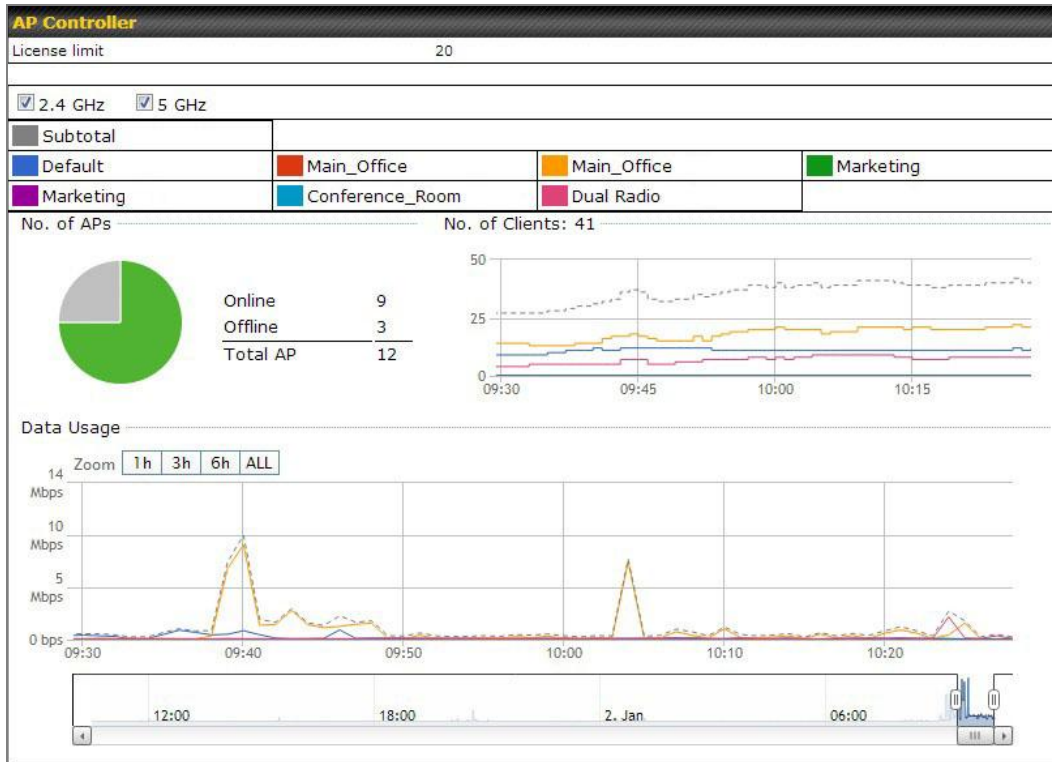 AP Controller
License limit 20
2.4 GHz 5 GHz
Subtotal
Default Main_Office Main_Office Marketing
Marketing Conference_Room Dual Radio
No. of APs No. of Clients: 41
50
25
0
09:30 09:45 10:00 10:15
Online 9
Offline 3
Total AP 12
Data Usage
Zoom 1h 3h 6h ALL
14
Mbps
10
Mbps
5
Mbps
0 bps
09:30 09:40 09:50 10:00 10:10 10:20
12:00 18:00 2. Jan 06:00